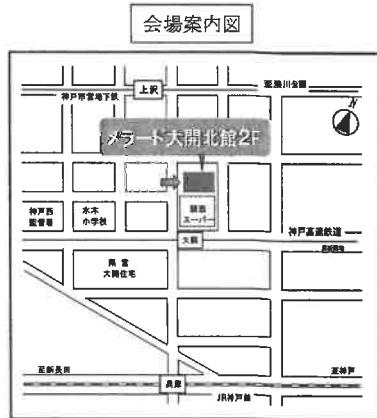 会場案内図
上沢
至湊川公園
神戸市営地下鉄
N
メラード大開北館2F
関西
スーパー
神戸西
監督署
水木
小学校
大開
神戸高速鉄道
県営
大開住宅
至新長田
至神戸
兵庫
JR神戸線